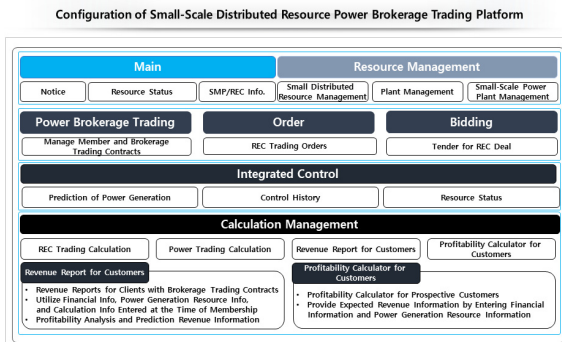 Configuration of Small-Scale Distributed Resource Power Brokerage Trading Platform
Main
Resource Management
Notice
Resource Status
SMP/REC Info.
Small Distributed
Resource Management
Plant Management
Small-Scale Power
Plant Management
Power Brokerage Trading
Order
Bidding
Manage Member and Brokerage
Trading Contracts
REC Trading Orders
Tender for REC Deal
Integrated Control
Prediction of Power Generation
Control History
Resource Status
Calculation Management
REC Trading Calculation
Power Trading Calculation
Revenue Report for Customers
Profitability Calculator for
Customers
Revenue Report for Customers
• Revenue Reports for Clients with Brokerage Trading Contracts
• Utilize Financial Info, Power Generation Resource Info,
and Calculation Info Entered at the Time of Membership
• Profitability Analysis and Prediction Revenue Information
Profitability Calculator for
Customers
• Profitability Calculator for Prospective Customers
• Provide Expected Revenue Information by Entering Financial
Information and Power Generation Resource Information